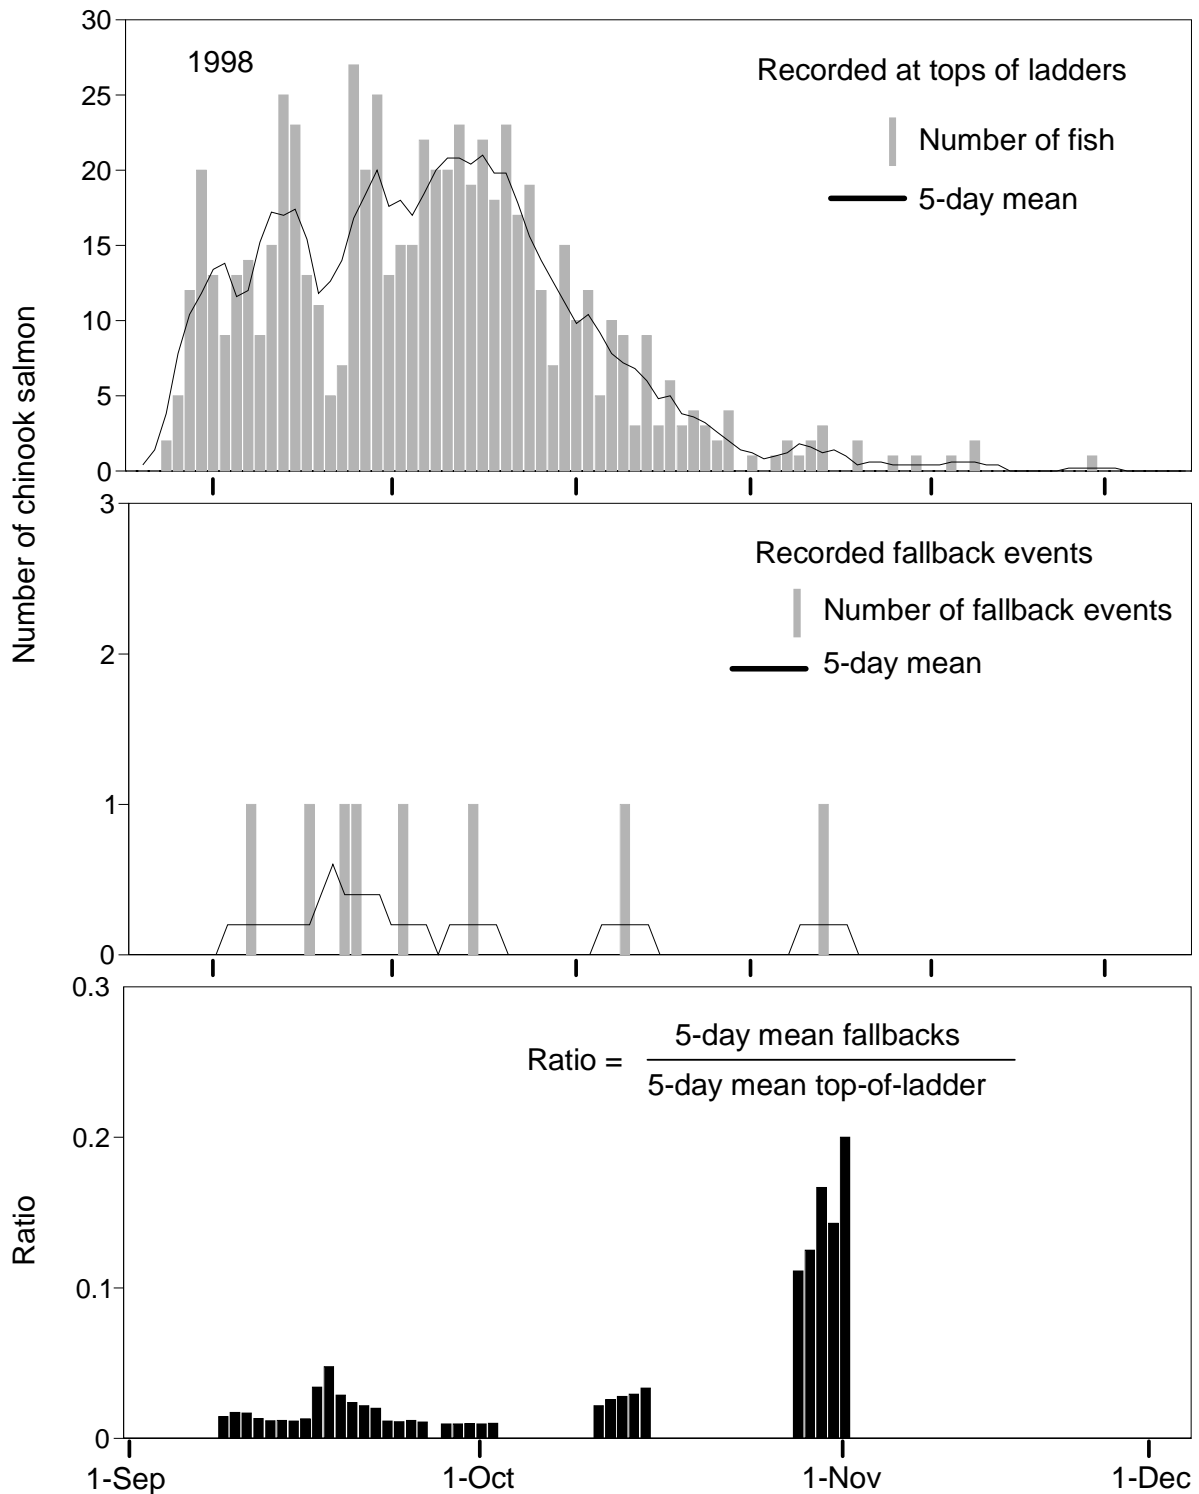 30
1998
Recorded at tops of ladders
25
Number of fish
20
5-day mean
15
10
5
0
Number of chinook salmon
3
Recorded fallback events
Number of fallback events
2
5-day mean
1
0
0.3
5-day mean fallbacks
Ratio =
5-day mean top-of-ladder
0.2
Ratio
0.1
0
1-Sep 1-Oct 1-Nov 1-Dec